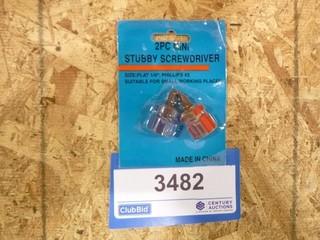 2PC MINI
STUBBY SCREWDRIVER
SIZE: FLAT 1/4", PHILLIPS #2
SUITABLE FOR SMALL WORKING PLACES
MADE IN CHINA
3482
ClubBid
CENTURY
AUCTIONS